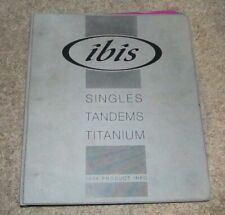 ibis
SINGLES
TANDEMS
TITANIUM
PRODUCT INFO